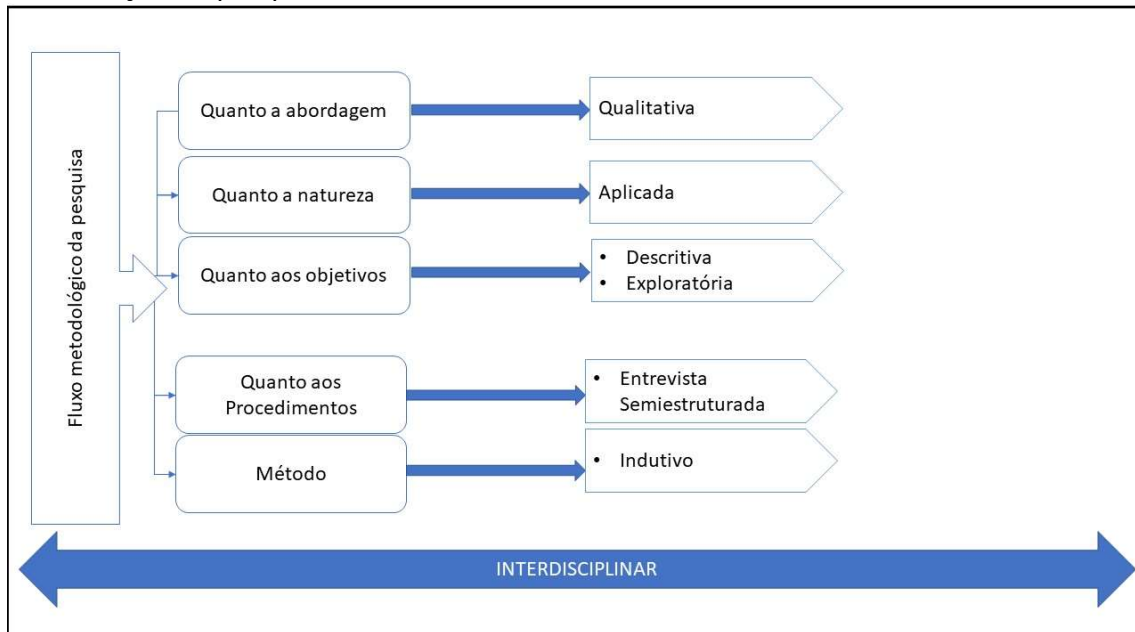 Fluxo metodológico da pesquisa
Quanto a abordagem
Qualitativa
Quanto a natureza
Aplicada
Quanto aos objetivos
• Descritiva
• Exploratória
Quanto aos
Procedimentos
• Entrevista
Semiestruturada
Método
• Indutivo
INTERDISCIPLINAR